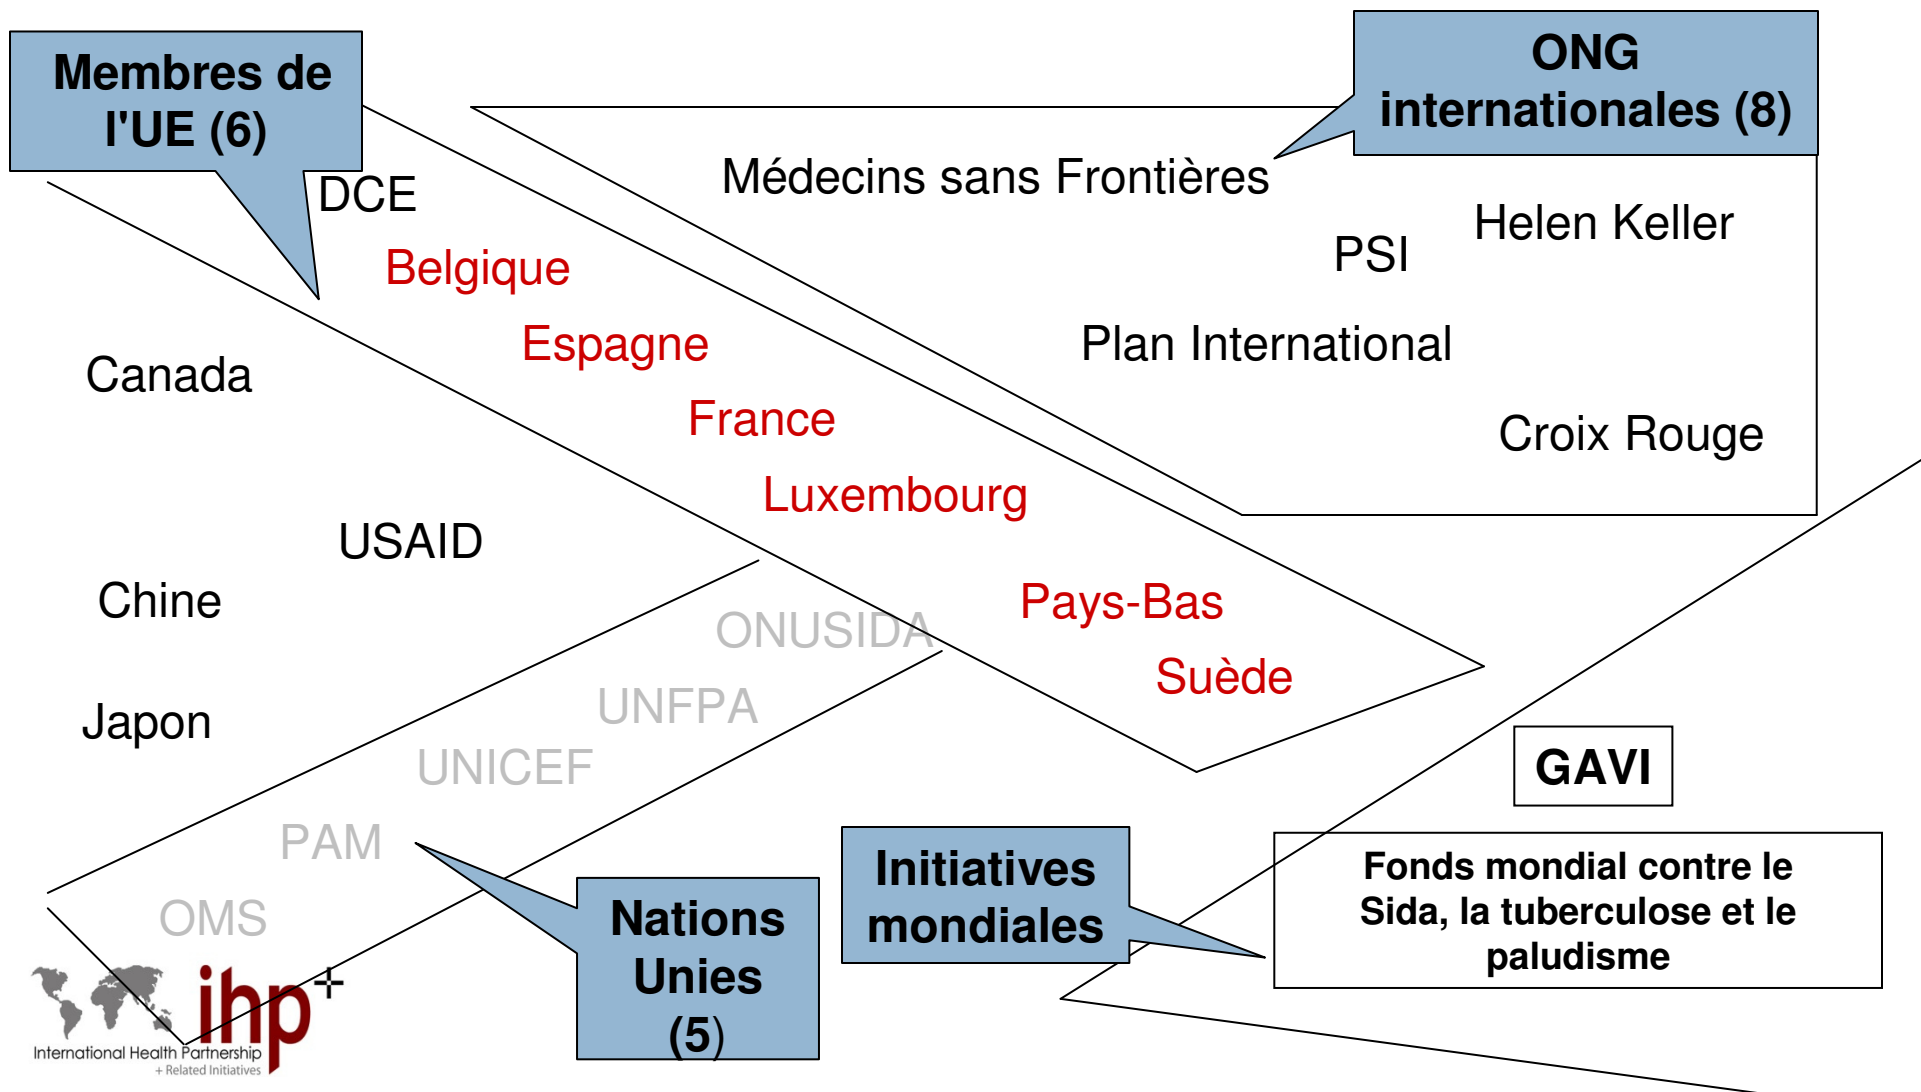 Membres de
l'UE (6)
ONG
internationales (8)
DCE
Belgique
Espagne
France
Luxembourg
Pays-Bas
Suède
Médecins sans Frontières
Helen Keller
PSI
Plan International
Croix Rouge
Canada
USAID
Chine
Japon
ONUSIDA
UNFPA
UNICEF
PAM
OMS
Nations
Unies
(5)
Initiatives
mondiales
GAVI
Fonds mondial contre le
Sida, la tuberculose et le
paludisme
ihp+
International Health Partnership
+ Related Initiatives